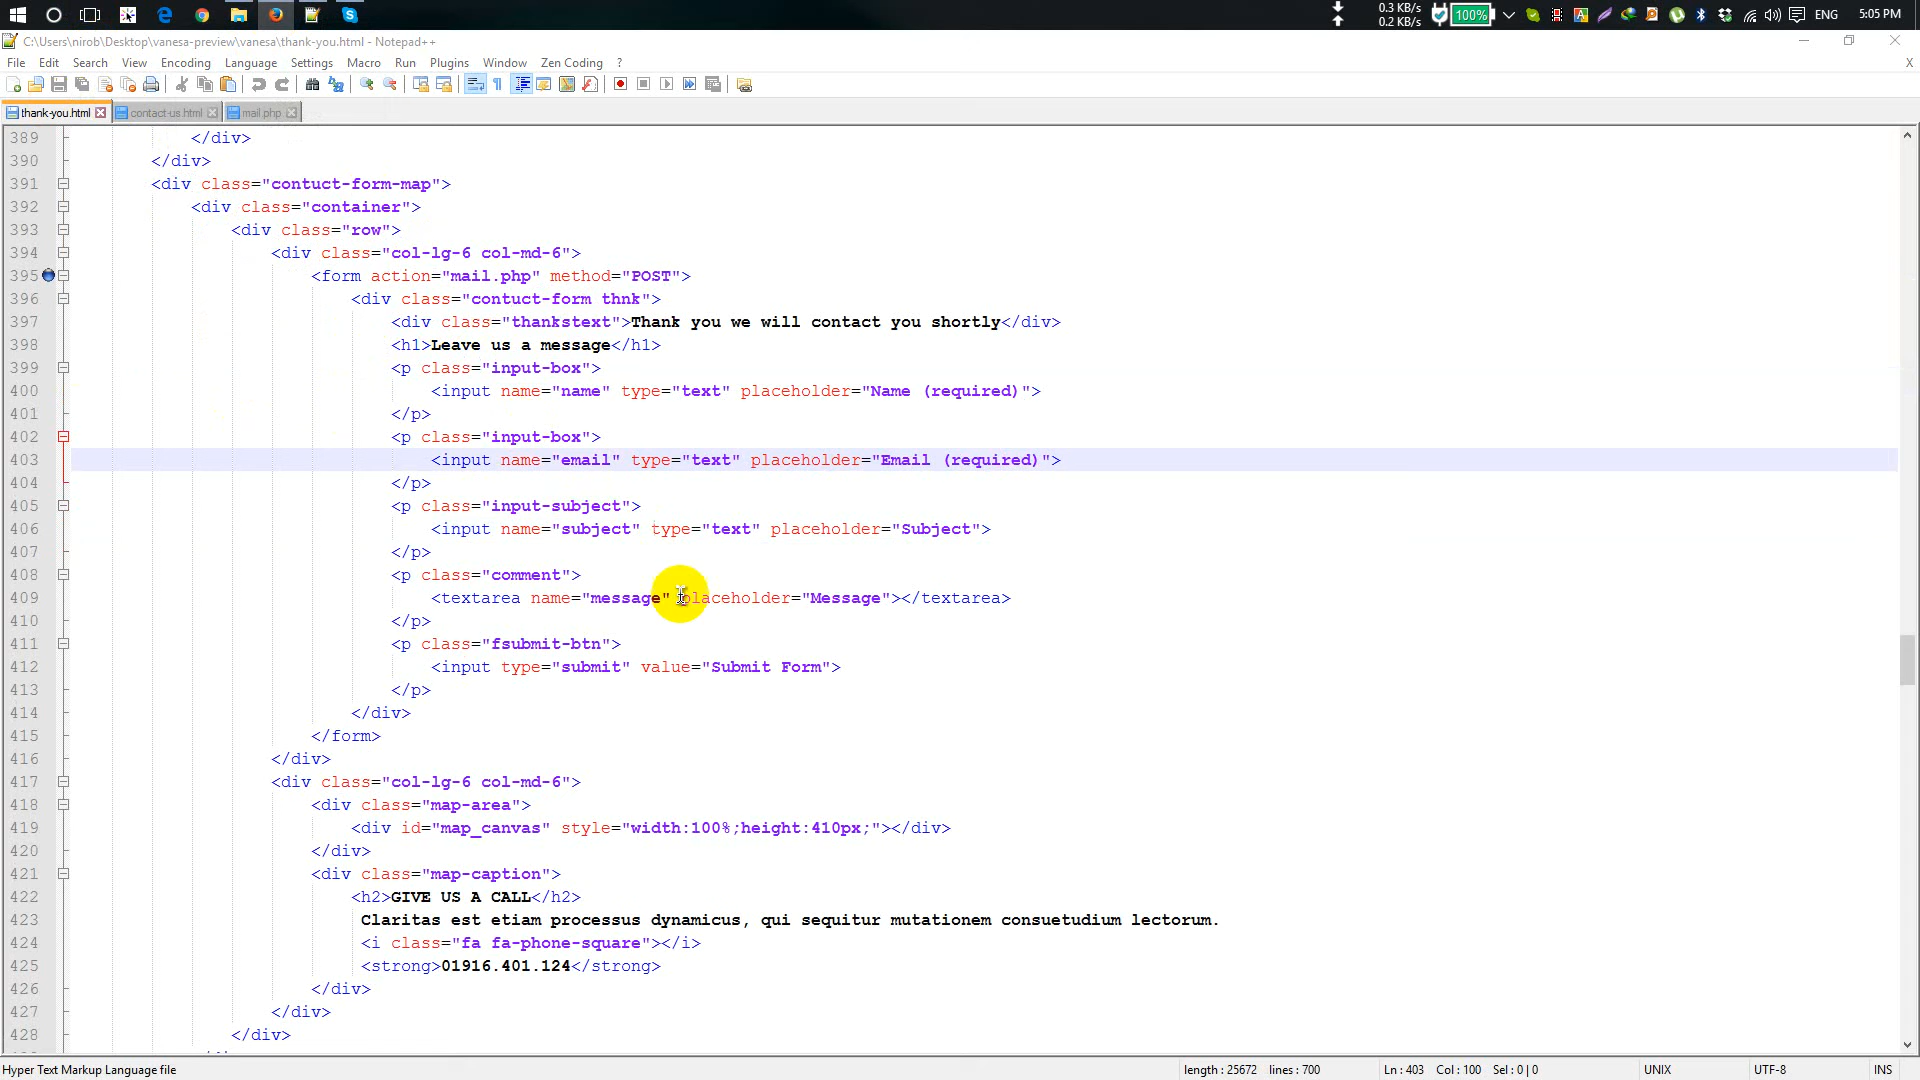 0.3 KB/s
0.2 KB/s
100%
ENG
5:05 PM
C:\Users\nirob\Desktop\vanesa-preview\vanesa\thank-you.html - Notepad++
File Edit Search View Encoding Language Settings Macro Run Plugins Window Zen Coding ? X
thank-you.html contact-us.html mail.php
389 </div>
390 </div>
391 <div class="contuct-form-map">
392 <div class="container">
393 <div class="row">
394 <div class="col-lg-6 col-md-6">
395 <form action="mail.php" method="POST">
396 <div class="contuct-form thnk">
397 <div class="thankstext">Thank you we will contact you shortly</div>
398 <h1>Leave us a message</h1>
399 <p class="input-box">
400 <input name="name" type="text" placeholder="Name (required)">
401 </p>
402 <p class="input-box">
403 <input name="email" type="text" placeholder="Email (required)">
404 </p>
405 <p class="input-subject">
406 <input name="subject" type="text" placeholder="Subject">
407 </p>
408 <p class="comment">
409 <textarea name="message" placeholder="Message"></textarea>
410 </p>
411 <p class="fsubmit-btn">
412 <input type="submit" value="Submit Form">
413 </p>
414 </div>
415 </form>
416 </div>
417 <div class="col-lg-6 col-md-6">
418 <div class="map-area">
419 <div id="map_canvas" style="width:100%;height:410px;"></div>
420 </div>
421 <div class="map-caption">
422 <h2>GIVE US A CALL</h2>
423 Claritas est etiam processus dynamicus, qui sequitur mutationem consuetudium lectorum.
424 <i class="fa fa-phone-square"></i>
425 <strong>01916.401.124</strong>
426 </div>
427 </div>
428 </div>
Hyper Text Markup Language file length : 25672 lines : 700 Ln : 403 Col : 100 Sel : 0 | 0 UNIX UTF-8 INS